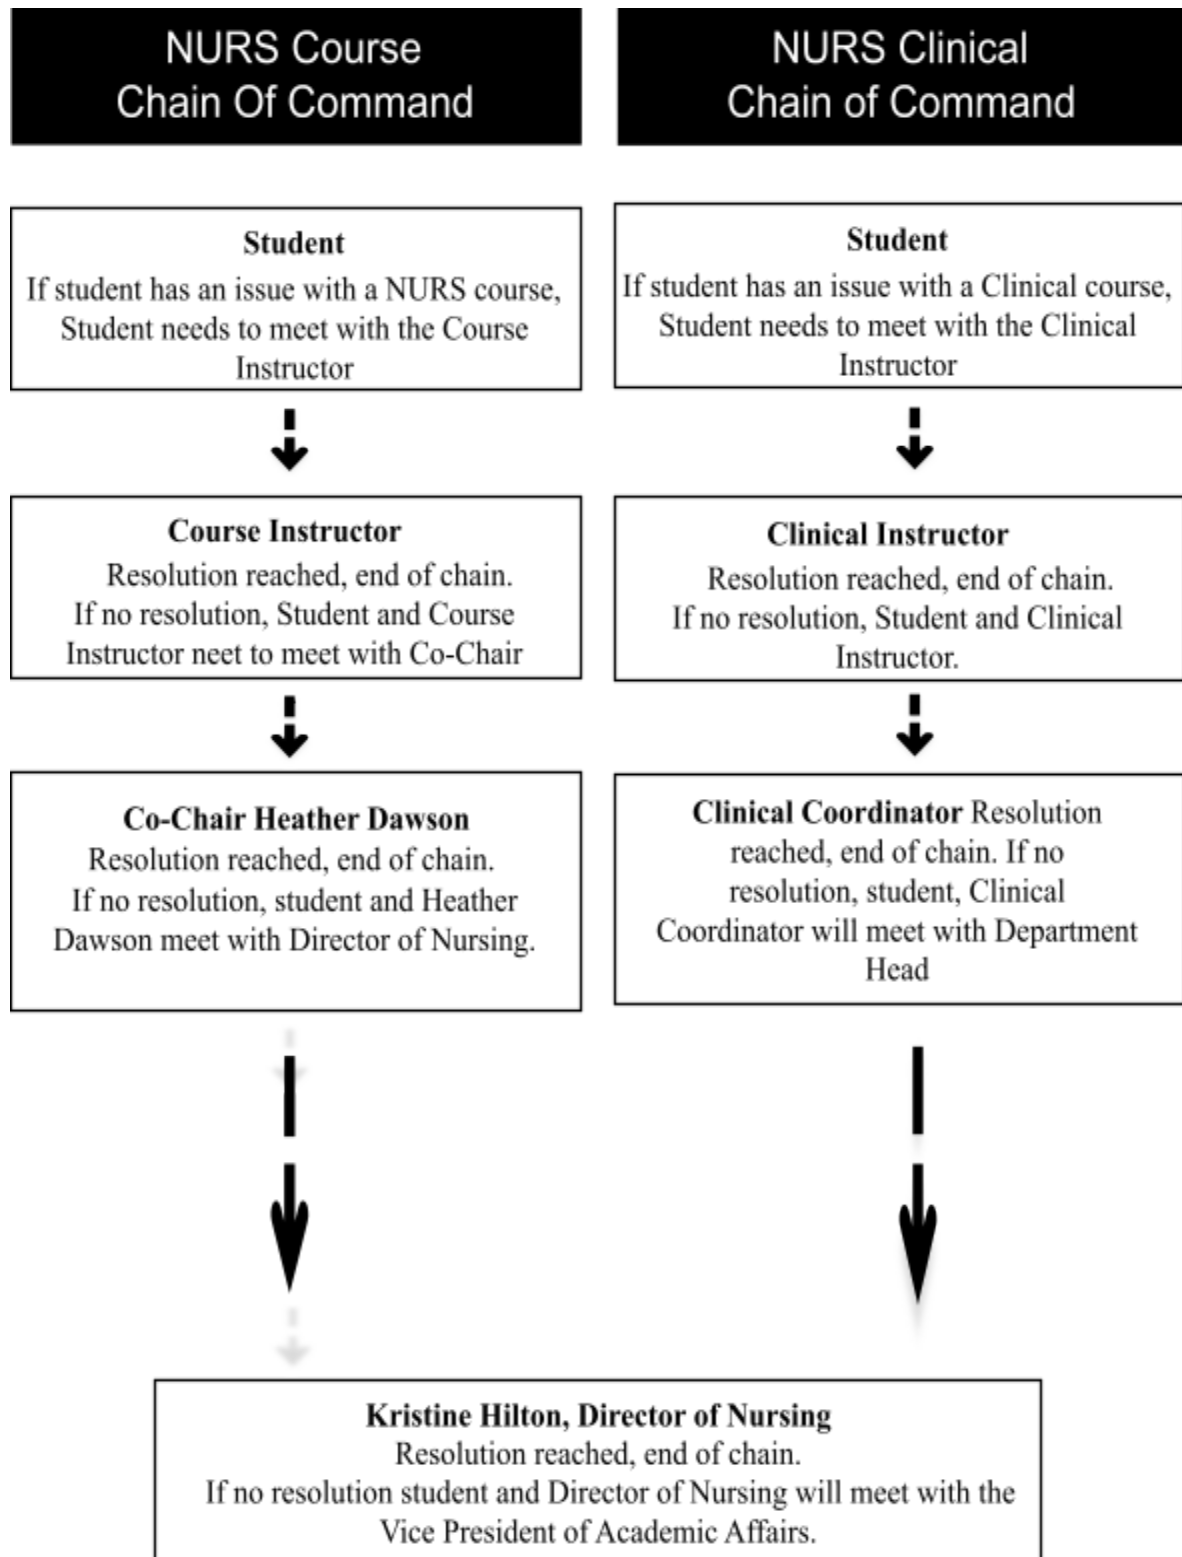 NURS Course
Chain Of Command
Student
If student has an issue with a NURS course,
Student needs to meet with the Course
Instructor
Course Instructor
Resolution reached, end of chain.
If no resolution, Student and Course
Instructor neet to meet with Co-Chair
Co-Chair Heather Dawson
Resolution reached, end of chain.
If no resolution, student and Heather
Dawson meet with Director of Nursing.
NURS Clinical
Chain of Command
Student
If student has an issue with a Clinical course,
Student needs to meet with the Clinical
Instructor
Clinical Instructor
Resolution reached, end of chain.
If no resolution, Student and Clinical
Instructor.
Clinical Coordinator Resolution
reached, end of chain. If no
resolution, student, Clinical
Coordinator will meet with Department
Head
Kristine Hilton, Director of Nursing
Resolution reached, end of chain.
If no resolution student and Director of Nursing will meet with the
Vice President of Academic Affairs.